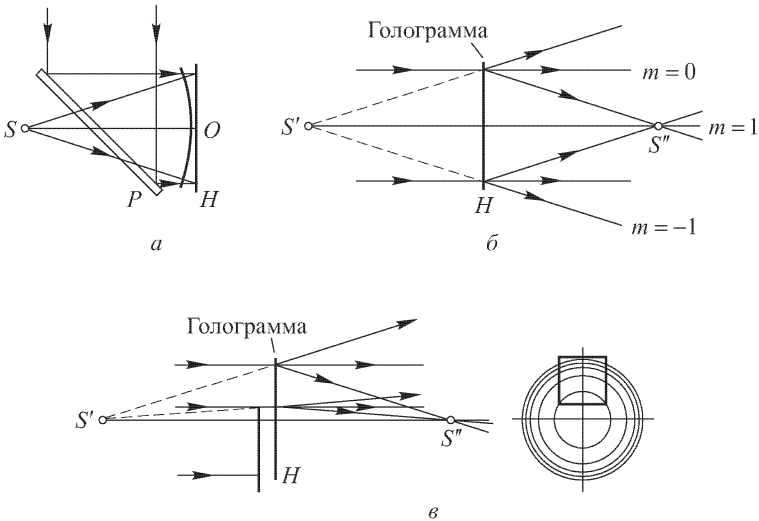 S
O
P
H
а
Голограмма
m = 0
S′
S″
m = 1
H
m = −1
б
Голограмма
S′
S″
H
в